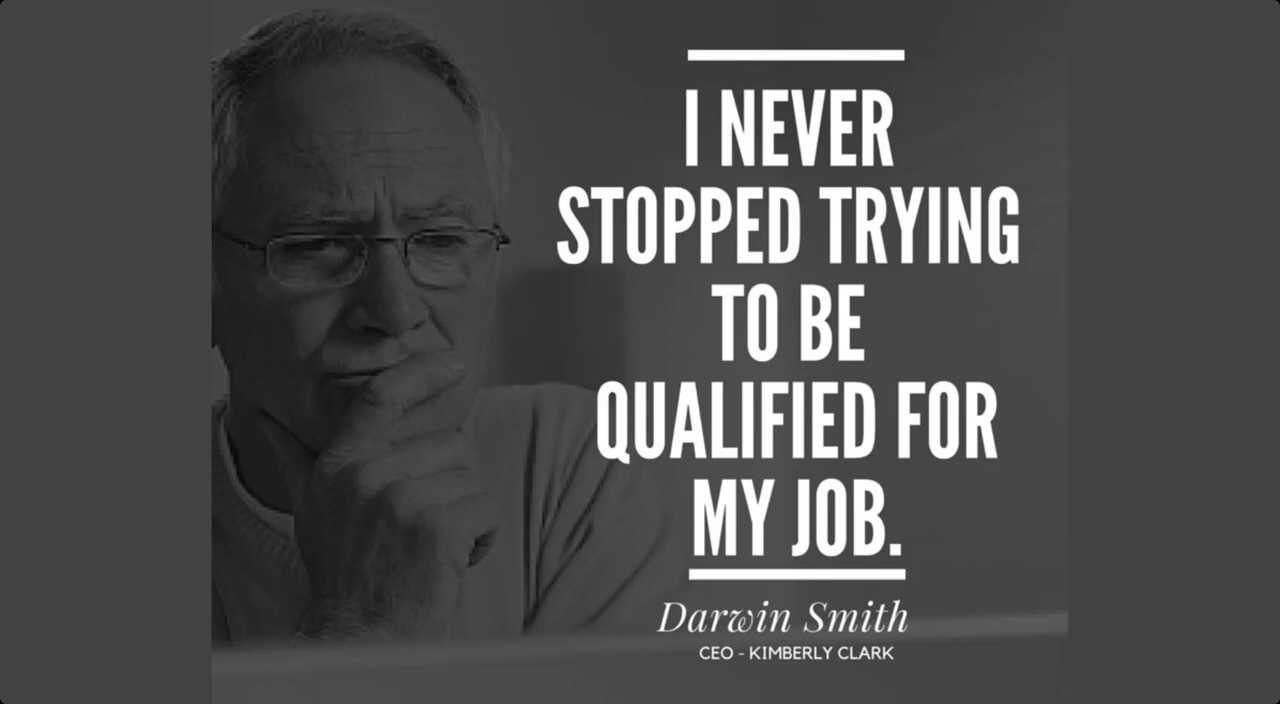 I NEVER
STOPPED TRYING
TO BE
QUALIFIED FOR
MY JOB.
Darwin Smith
CEO - KIMBERLY CLARK